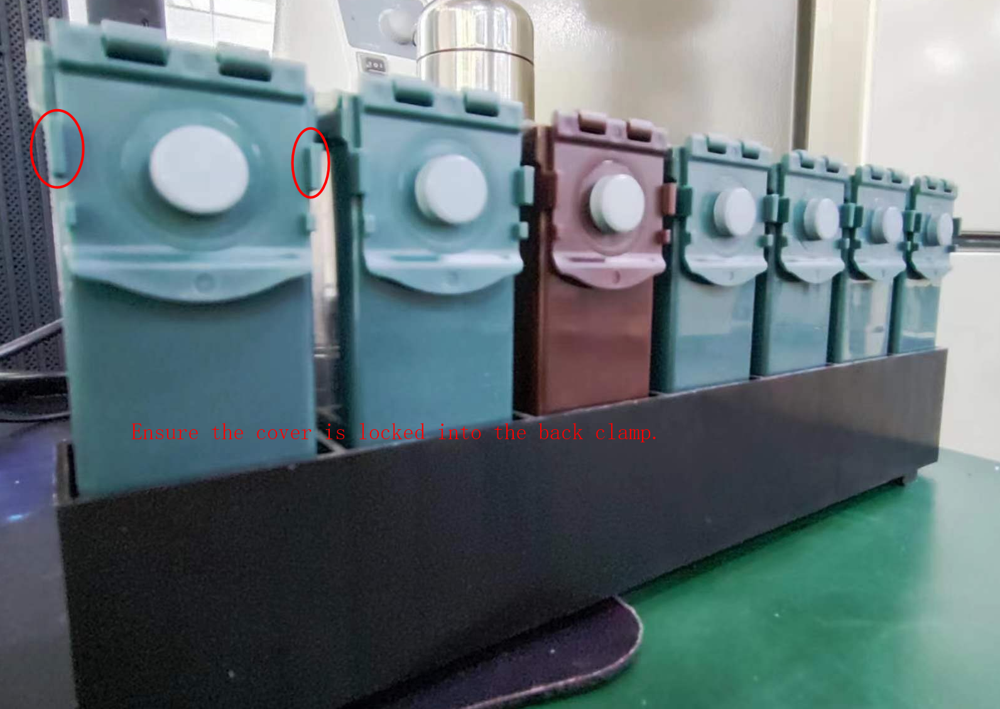 Ensure the cover is locked into the back clamp.